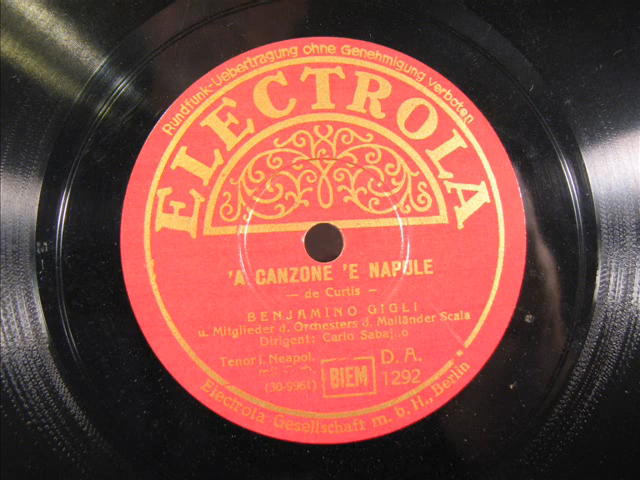 Rundfunk-Uebertragung ohne Genehmigung verboten
ELECTROLA
'A CANZONE 'E NAPULE
— de Curtis —
BENJAMINO GIGLI
u. Mitglieder d. Orchesters d. Mailänder Scala
Dirigent: Carlo Sabajno
Tenor i. Neapol.
(30-9961)
BIEM
D. A.
1292
Electrola Gesellschaft m. b. H., Berlin